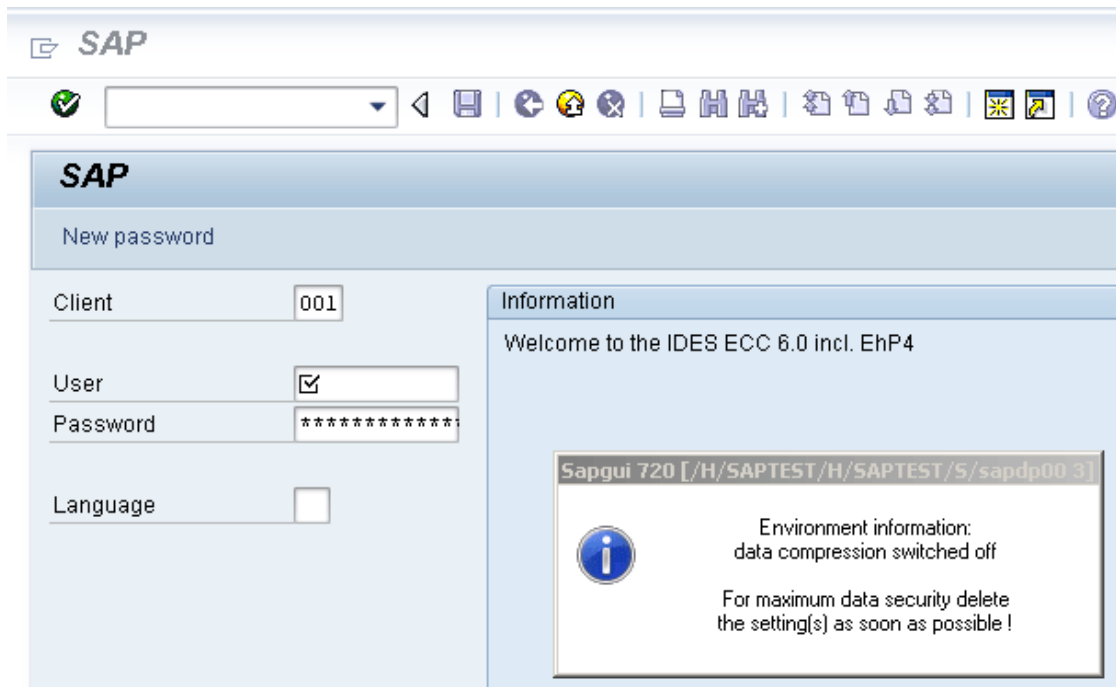 SAP
SAP
New password
Client 001
User
Password *************
Language
Information
Welcome to the IDES ECC 6.0 incl. EhP4
Sapgui 720 [/H/SAPTEST/H/SAPTEST/S/sapdp00 3]
Environment information:
data compression switched off
For maximum data security delete
the setting(s) as soon as possible !